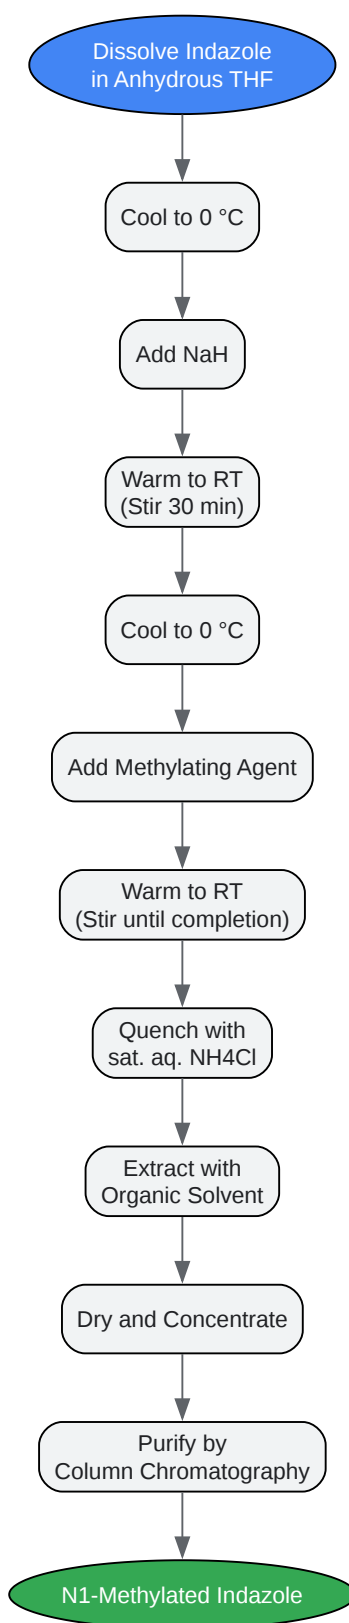 Dissolve Indazole
in Anhydrous THF
Cool to 0 °C
Add NaH
Warm to RT
(Stir 30 min)
Cool to 0 °C
Add Methylating Agent
Warm to RT
(Stir until completion)
Quench with
sat. aq. NH4Cl
Extract with
Organic Solvent
Dry and Concentrate
Purify by
Column Chromatography
N1-Methylated Indazole